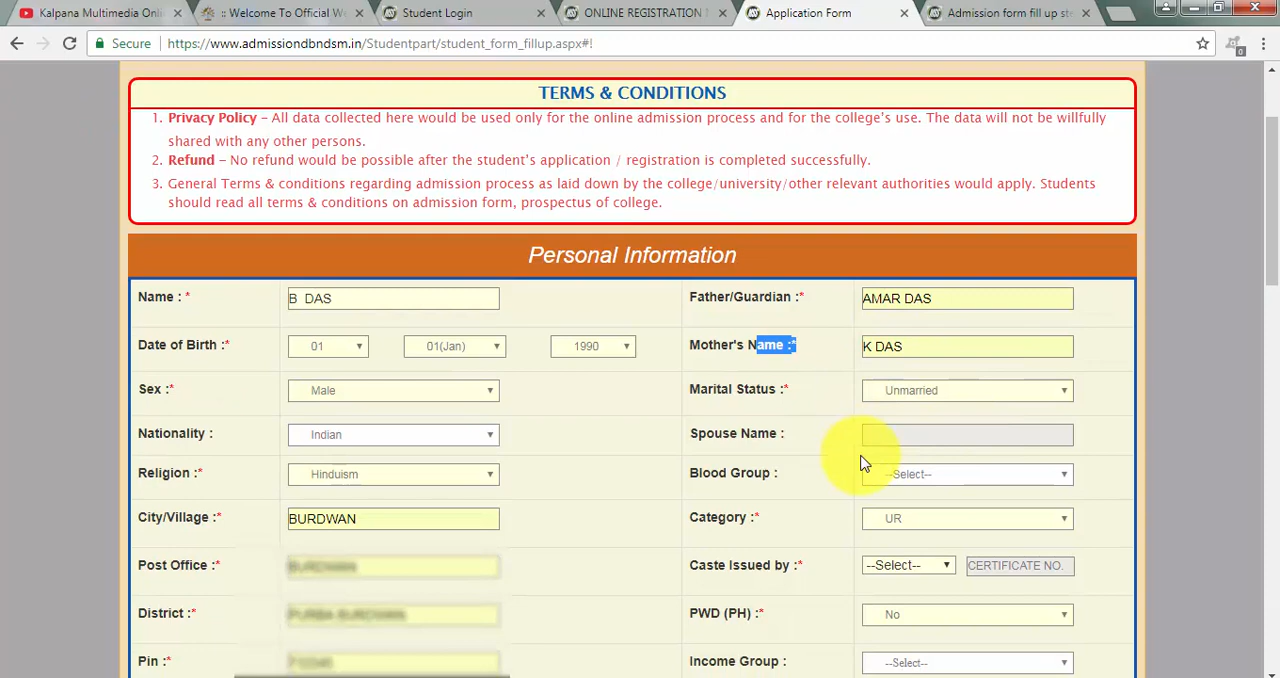 Kalpana Multimedia Onli
:: Welcome To Official We
Student Login
ONLINE REGISTRATION
Application Form
Admission form fill up ste
Secure
https://www.admissiondbndsm.in/Studentpart/student_form_fillup.aspx#!
0
TERMS & CONDITIONS
1. Privacy Policy – All data collected here would be used only for the online admission process and for the college's use. The data will not be willfully
shared with any other persons.
2. Refund – No refund would be possible after the student's application / registration is completed successfully.
3. General Terms & conditions regarding admission process as laid down by the college/university/other relevant authorities would apply. Students
should read all terms & conditions on admission form, prospectus of college.
Personal Information
Name : * B DAS Father/Guardian :* AMAR DAS
Date of Birth :* 01 01(Jan) 1990 Mother's Name :* K DAS
Sex :* Male Marital Status :* Unmarried
Nationality : Indian Spouse Name :
Religion :* Hinduism Blood Group : --Select--
City/Village :* BURDWAN Category :* UR
Post Office :* BURDWAN Caste Issued by :* --Select-- CERTIFICATE NO.
District :* PURBA BURDWAN PWD (PH) :* No
Pin :* Income Group : --Select--